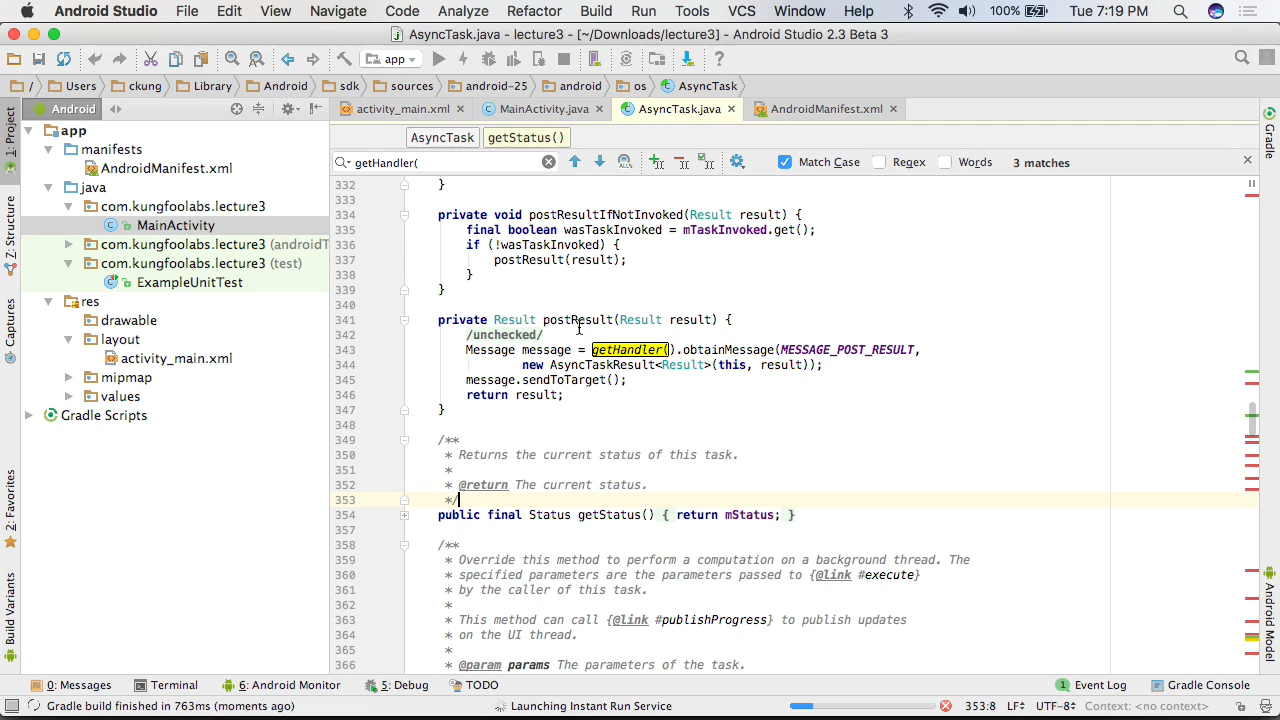 Android Studio File Edit View Navigate Code Analyze Refactor Build Run Tools VCS Window Help 100% Tue 7:19 PM
AsyncTask.java - lecture3 - [~/Downloads/lecture3] - Android Studio 2.3 Beta 3
app
/ Users ckung Library Android sdk sources android-25 android os AsyncTask
Android activity_main.xml MainActivity.java AsyncTask.java AndroidManifest.xml
AsyncTask getStatus()
getHandler( Match Case Regex Words 3 matches
1: Project
Z: Structure
Captures
2: Favorites
Build Variants
app
manifests
AndroidManifest.xml
java
com.kungfoolabs.lecture3
MainActivity
com.kungfoolabs.lecture3 (androidT
com.kungfoolabs.lecture3 (test)
ExampleUnitTest
res
drawable
layout
activity_main.xml
mipmap
values
Gradle Scripts
332 }
333
334 private void postResultIfNotInvoked(Result result) {
335 final boolean wasTaskInvoked = mTaskInvoked.get();
336 if (!wasTaskInvoked) {
337 postResult(result);
338 }
339 }
340
341 private Result postResult(Result result) {
342 /unchecked/
343 Message message = getHandler().obtainMessage(MESSAGE_POST_RESULT,
344 new AsyncTaskResult<Result>(this, result));
345 message.sendToTarget();
346 return result;
347 }
348
349 /**
350 * Returns the current status of this task.
351 *
352 * @return The current status.
353 */
354 public final Status getStatus() { return mStatus; }
357
358 /**
359 * Override this method to perform a computation on a background thread. The
360 * specified parameters are the parameters passed to {@link #execute}
361 * by the caller of this task.
362 *
363 * This method can call {@link #publishProgress} to publish updates
364 * on the UI thread.
365 *
366 * @param params The parameters of the task.
Gradle
Android Model
0: Messages Terminal 6: Android Monitor 5: Debug TODO 1 Event Log Gradle Console
Gradle build finished in 763ms (moments ago) Launching Instant Run Service 353:8 LF÷ UTF-8÷ Context: <no context>